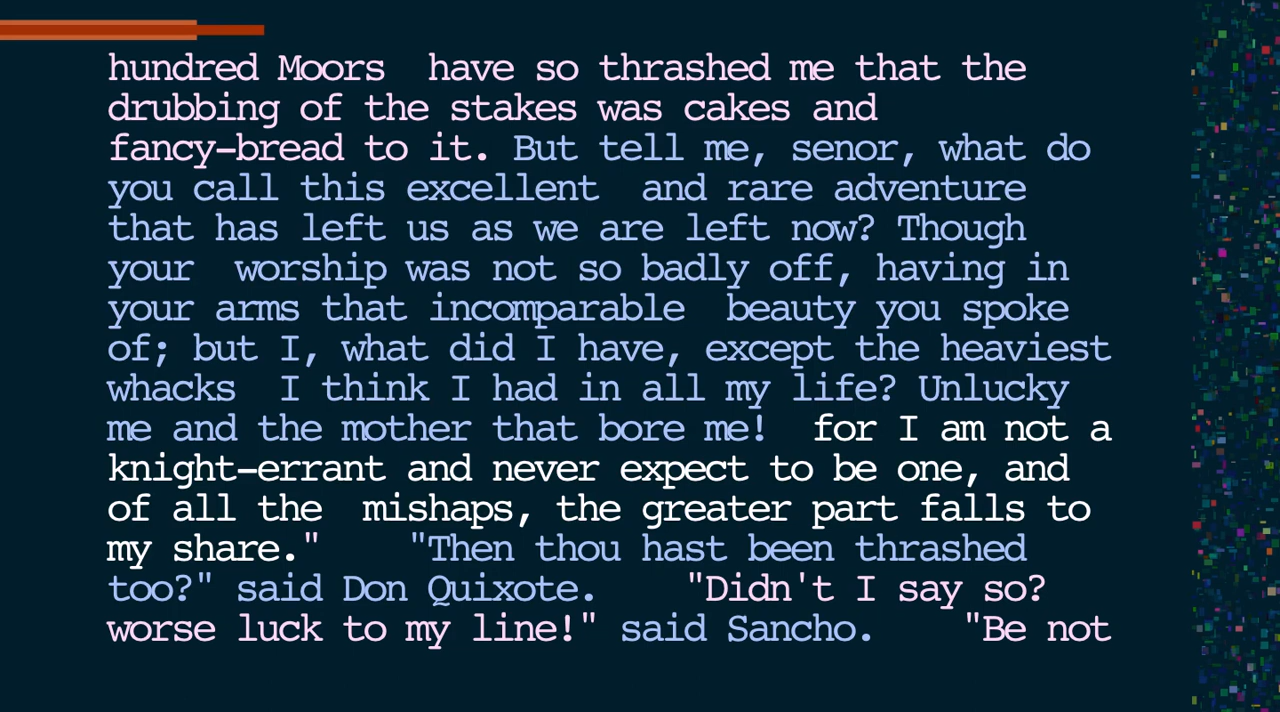 hundred Moors  have so thrashed me that the
drubbing of the stakes was cakes and
fancy-bread to it. But tell me, senor, what do
you call this excellent  and rare adventure
that has left us as we are left now? Though
your  worship was not so badly off, having in
your arms that incomparable  beauty you spoke
of; but I, what did I have, except the heaviest
whacks  I think I had in all my life? Unlucky
me and the mother that bore me!  for I am not a
knight-errant and never expect to be one, and
of all the  mishaps, the greater part falls to
my share."    "Then thou hast been thrashed
too?" said Don Quixote.    "Didn't I say so?
worse luck to my line!" said Sancho.    "Be not